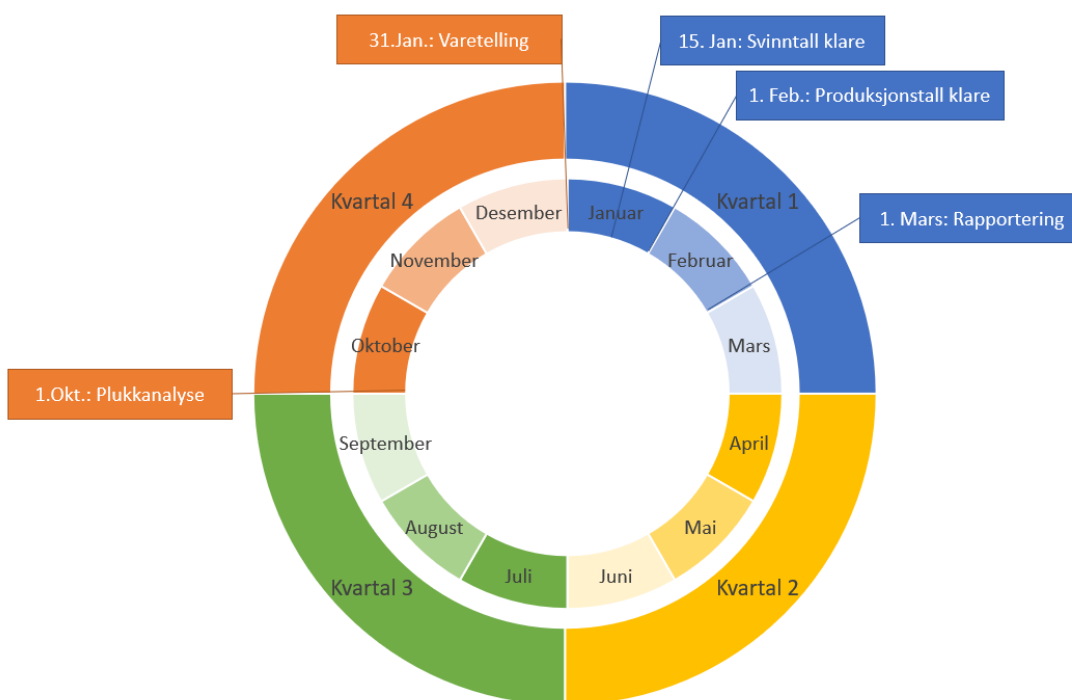 31.Jan.: Varetelling
15. Jan: Svinntall klare
1. Feb.: Produksjonstall klare
Kvartal 4
Kvartal 1
Desember
Januar
1. Mars: Rapportering
November
Februar
Oktober
Mars
1.Okt.: Plukkanalyse
September
April
August
Mai
Juli
Juni
Kvartal 3
Kvartal 2